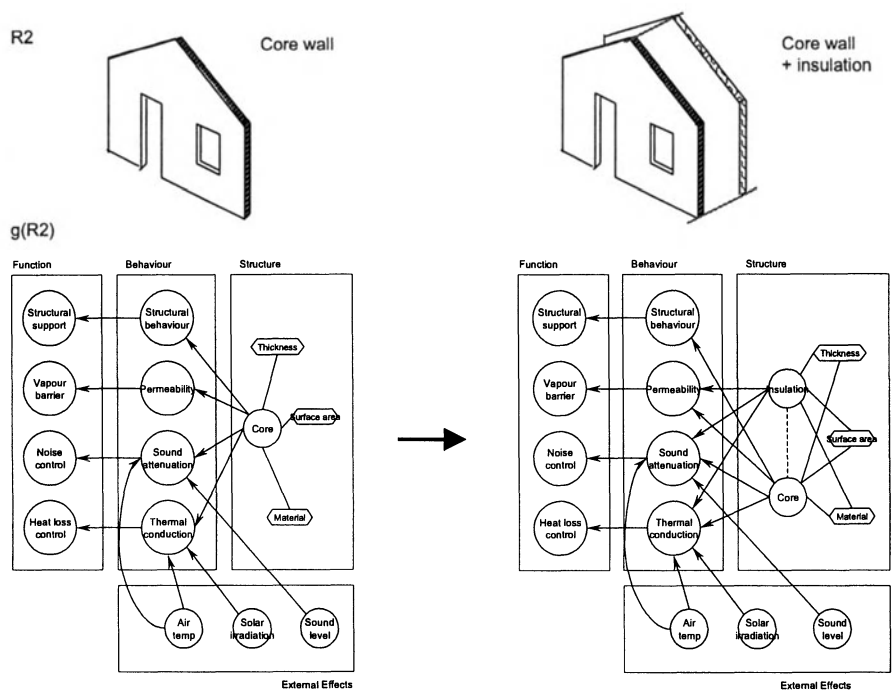 R2
Core wall
Core wall
+ insulation
g(R2)
Function
Behaviour
Structure
Structural
support
Structural
behaviour
Thickness
Vapour
barrier
Permeability
Surface area
Core
Noise
control
Sound
attenuation
Material
Heat loss
control
Thermal
conduction
Air
temp
Solar
irradiation
Sound
level
External Effects
Function
Behaviour
Structure
Structural
support
Structural
behaviour
Thickness
Vapour
barrier
Permeability
Insulation
Surface area
Noise
control
Sound
attenuation
Core
Material
Heat loss
control
Thermal
conduction
Air
temp
Solar
irradiation
Sound
level
External Effects